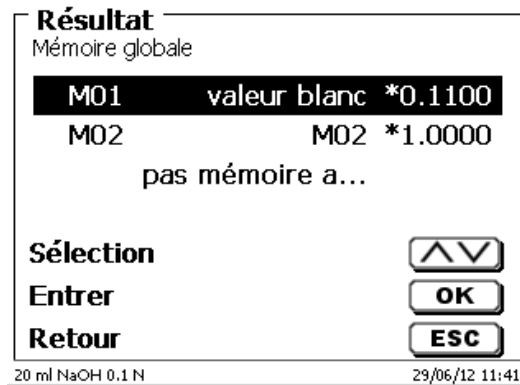 Résultat
Mémoire globale
M01 valeur blanc *0.1100
M02 M02 *1.0000
pas mémoire a...
Sélection
Entrer OK
Retour ESC
20 ml NaOH 0.1 N 29/06/12 11:41